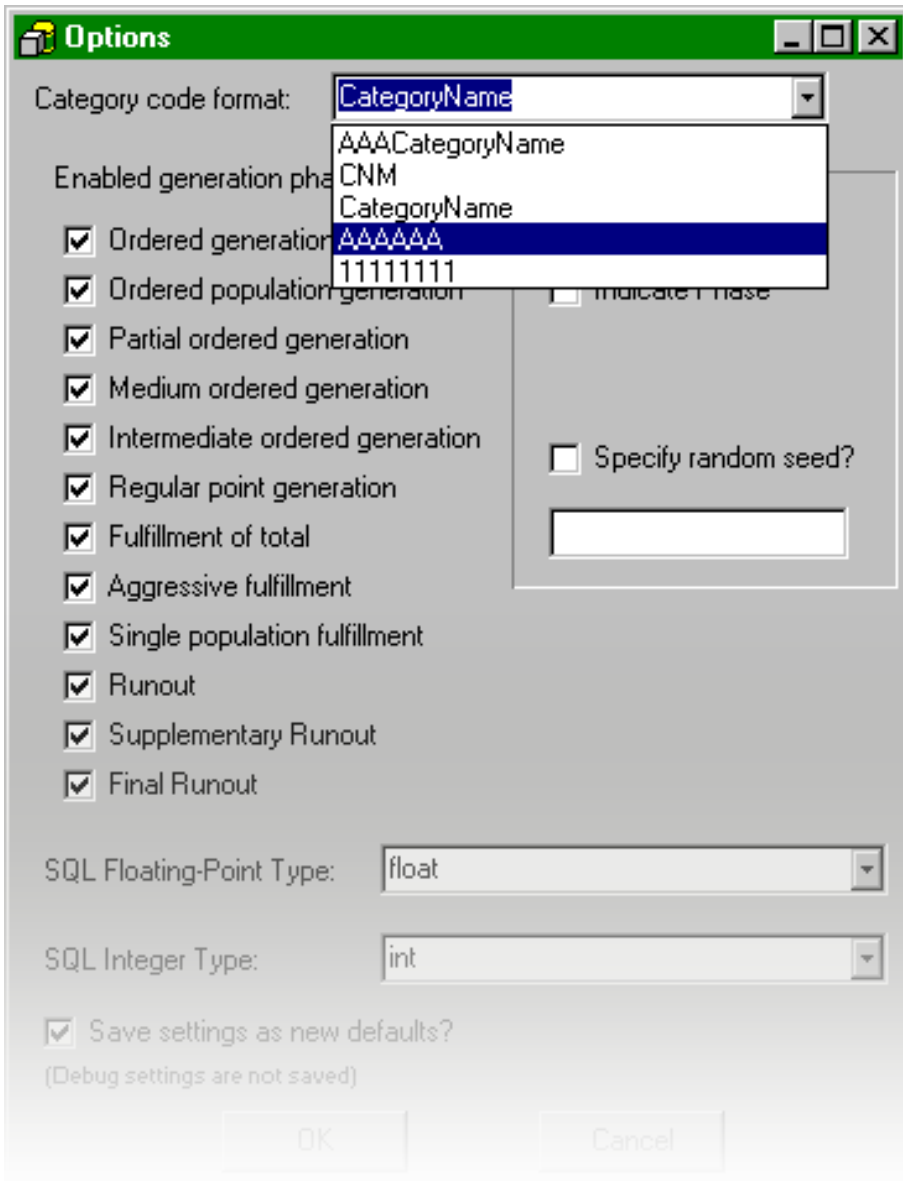 Options
Category code format:
CategoryName
AAACategoryName
CNM
CategoryName
AAAAAA
11111111
Enabled generation pha
Ordered generation
Ordered population generation
Partial ordered generation
Medium ordered generation
Intermediate ordered generation
Regular point generation
Fulfillment of total
Aggressive fulfillment
Single population fulfillment
Runout
Supplementary Runout
Final Runout
Indicate Phase
Specify random seed?
SQL Floating-Point Type:
float
SQL Integer Type:
int
Save settings as new defaults?
(Debug settings are not saved)
OK
Cancel